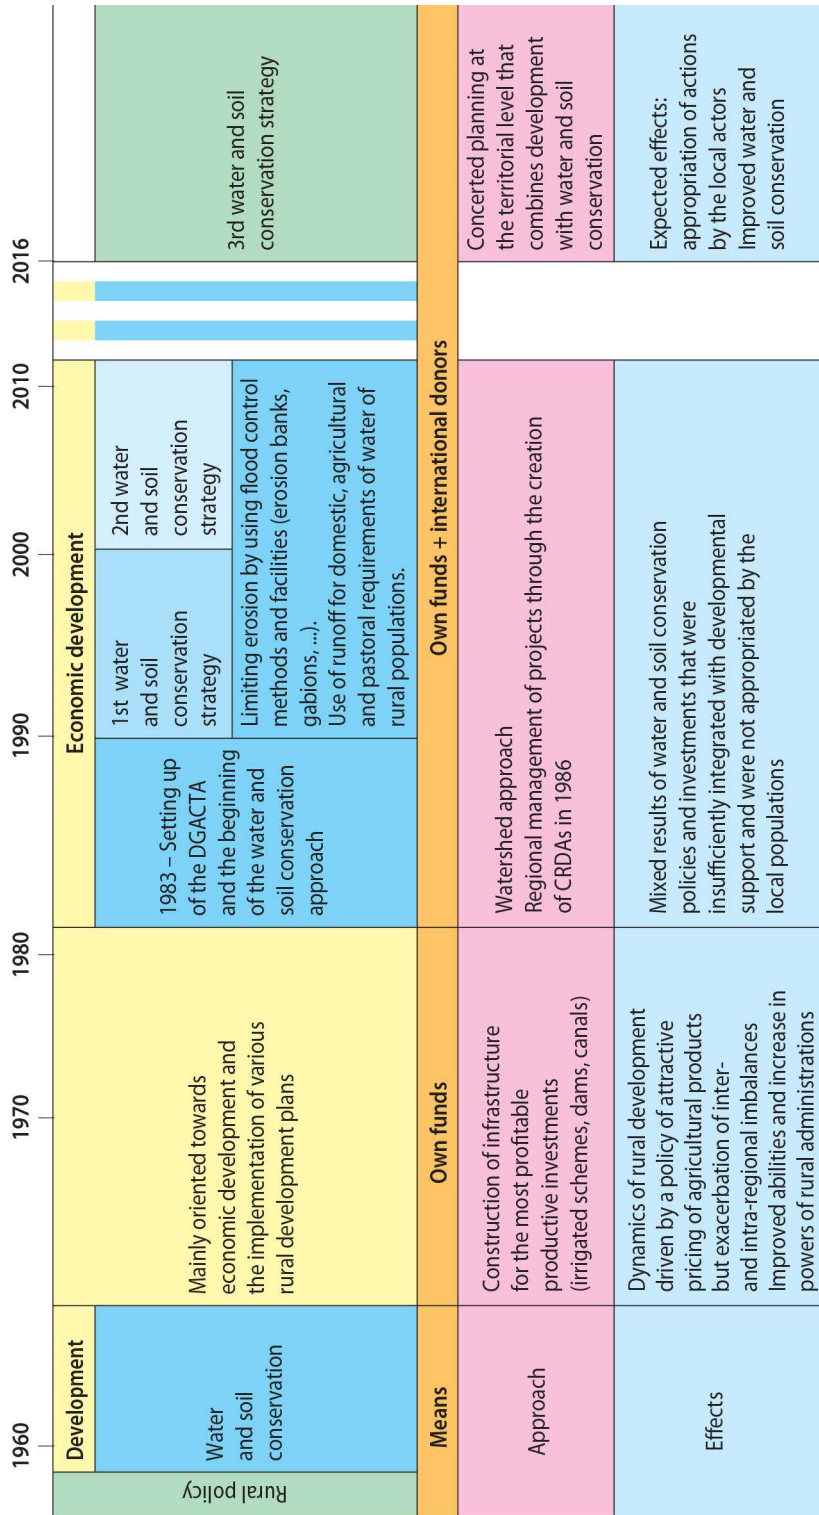 1960
1970
1980
1990
2000
2010
2016
Rural policy
Development
Water
and soil
conservation
Mainly oriented towards
economic development and
the implementation of various
rural development plans
Economic development
1983 – Setting up
of the DGACTA
and the beginning
of the water and
soil conservation
approach
1st water
and soil
conservation
strategy
2nd water
and soil
conservation
strategy
Limiting erosion by using flood control
methods and facilities (erosion banks,
gabions, ...).
Use of runoff for domestic, agricultural
and pastoral requirements of water of
rural populations.
3rd water and soil
conservation strategy
Means
Own funds
Own funds + international donors
Approach
Construction of infrastructure
for the most profitable
productive investments
(irrigated schemes, dams, canals)
Watershed approach
Regional management of projects through the creation
of CRDAs in 1986
Concerted planning at
the territorial level that
combines development
with water and soil
conservation
Effects
Dynamics of rural development
driven by a policy of attractive
pricing of agricultural products
but exacerbation of inter-
and intra-regional imbalances
Improved abilities and increase in
powers of rural administrations
Mixed results of water and soil conservation
policies and investments that were
insufficiently integrated with developmental
support and were not appropriated by the
local populations
Expected effects:
appropriation of actions
by the local actors
Improved water and
soil conservation